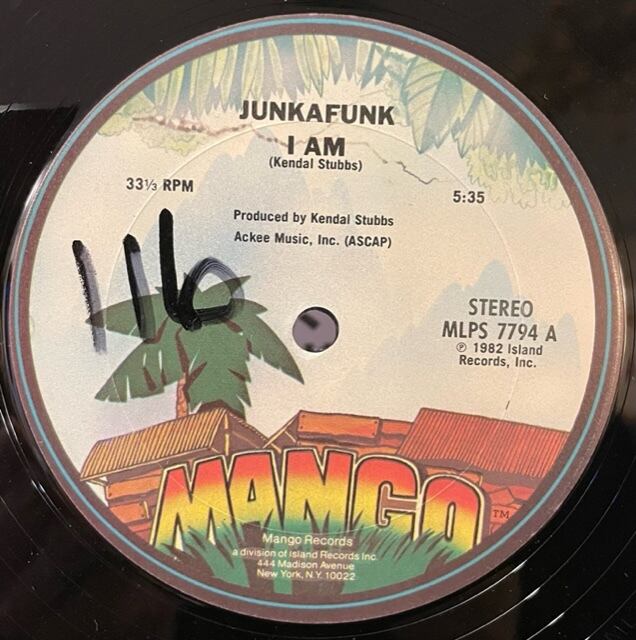 JUNKAFUNK
I AM
(Kendal Stubbs)
33⅓ RPM
5:35
Produced by Kendal Stubbs
Ackee Music, Inc. (ASCAP)
116
STEREO
MLPS 7794 A
℗ 1982 Island
Records, Inc.
MANGO TM
Mango Records
a division of Island Records Inc.
444 Madison Avenue
New York, N.Y. 10022